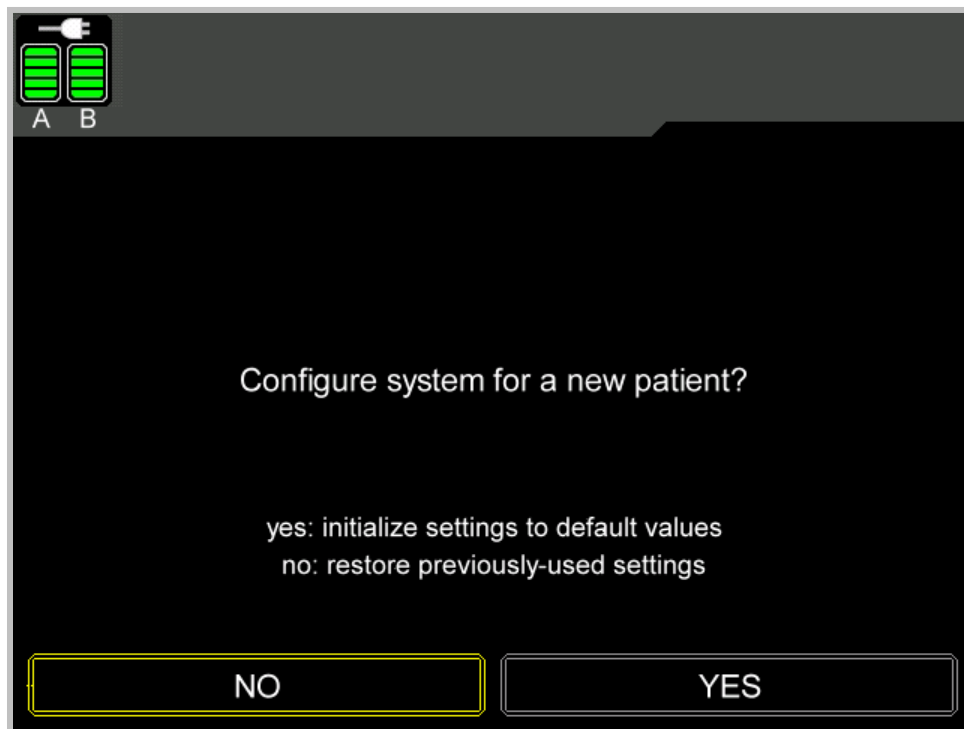 A B
Configure system for a new patient?
yes: initialize settings to default values
no: restore previously-used settings
NO YES